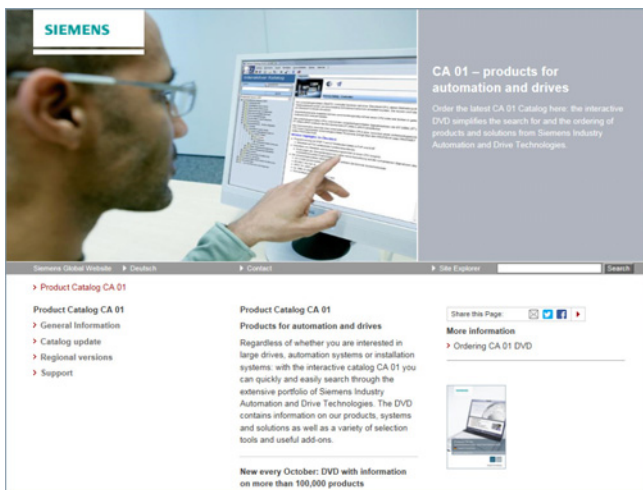 SIEMENS
CA 01 – products for
automation and drives
Order the latest CA 01 Catalog here: the interactive
DVD simplifies the search for and the ordering of
products and solutions from Siemens Industry
Automation and Drive Technologies.
Siemens Global Website
Deutsch
Contact
Site Explorer
Search
Product Catalog CA 01
Product Catalog CA 01
General Information
Catalog update
Regional versions
Support
Product Catalog CA 01
Products for automation and drives
Regardless of whether you are interested in
large drives, automation systems or installation
systems: with the interactive catalog CA 01 you
can quickly and easily search through the
extensive portfolio of Siemens Industry
Automation and Drive Technologies. The DVD
contains information on our products, systems
and solutions as well as a variety of selection
tools and useful add-ons.
New every October: DVD with information
on more than 100,000 products
Share this Page:
More information
Ordering CA 01 DVD
SIEMENS